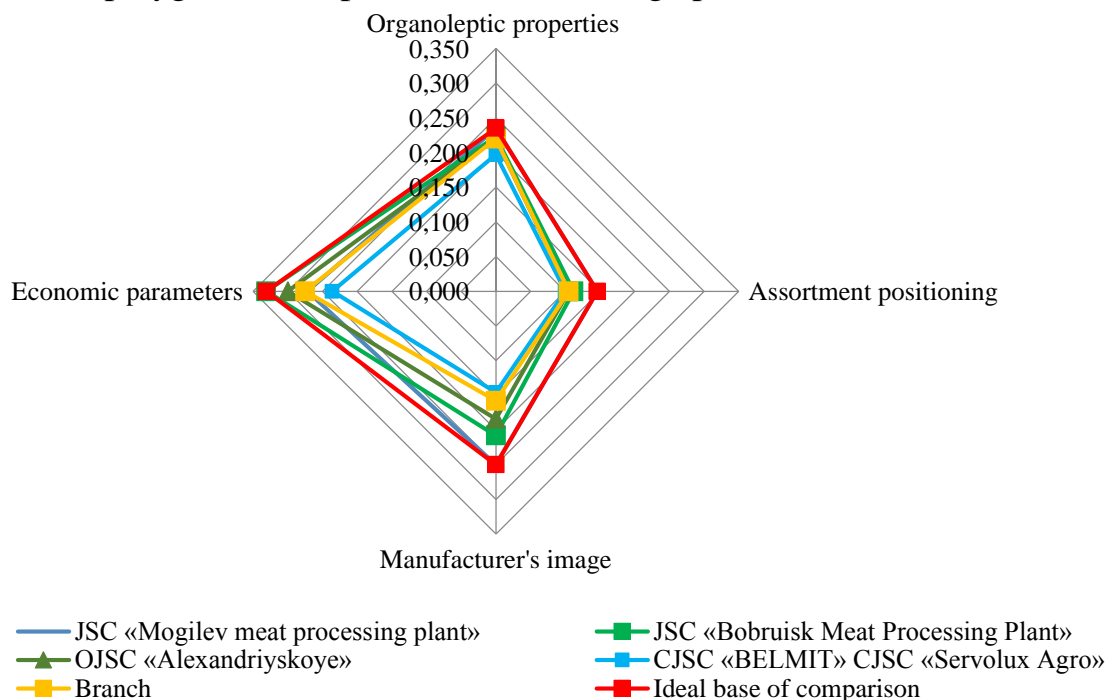 Organoleptic properties
0,350
0,300
0,250
0,200
0,150
0,100
0,050
0,000
Economic parameters
Assortment positioning
Manufacturer's image
JSC «Mogilev meat processing plant»
JSC «Bobruisk Meat Processing Plant»
OJSC «Alexandriyskoye»
CJSC «BELMIT» CJSC «Servolux Agro»
Branch
Ideal base of comparison